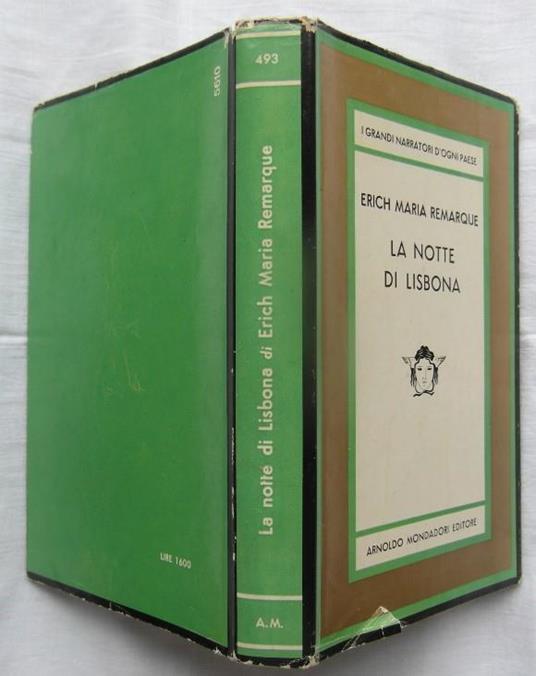 5610
LIRE 1600
493
La notte di Lisbona di Erich Maria Remarque
A.M.
I GRANDI NARRATORI D'OGNI PAESE
ERICH MARIA REMARQUE
LA NOTTE
DI LISBONA
ARNOLDO MONDADORI EDITORE